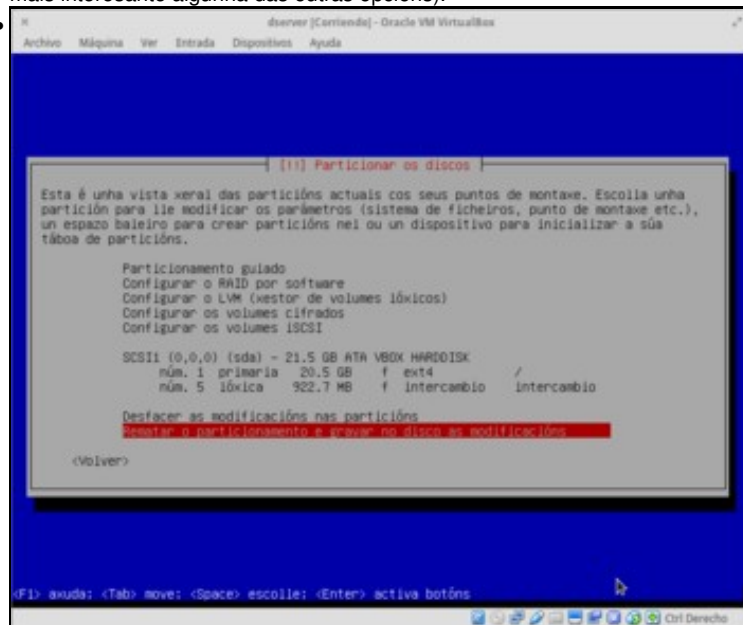 mais interesante algunha das outras opcións).
dserver [Corriendo] - Oracle VM VirtualBox
Archivo Máquina Ver Entrada Dispositivos Ayuda
[!!] Particionar os discos
Esta é unha vista xeral das particións actuais cos seus puntos de montaxe. Escolla unha
partición para lle modificar os parámetros (sistema de ficheiros, punto de montaxe etc.),
un espazo baleiro para crear particións nel ou un dispositivo para inicializar a súa
táboa de particións.
Particionamento guiado
Configurar o RAID por software
Configurar o LVM (xestor de volumes lóxicos)
Configurar os volumes cifrados
Configurar os volumes iSCSI
SCSI1 (0,0,0) (sda) - 21.5 GB ATA VBOX HARDDISK
núm. 1 primaria 20.5 GB f ext4 /
núm. 5 lóxica 922.7 MB f intercambio intercambio
Desfacer as modificacións nas particións
Rematar o particionamento e gravar no disco as modificacións
<Volver>
<F1> axuda; <Tab> move; <Space> escolle; <Enter> activa botóns
Ctrl Derecho